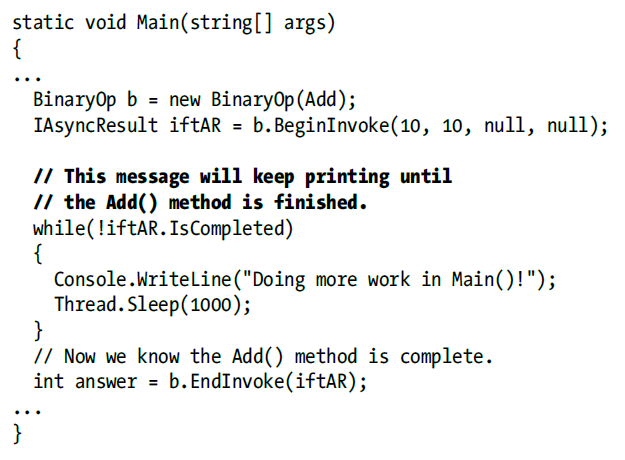 static void Main(string[] args)
{
...
  BinaryOp b = new BinaryOp(Add);
  IAsyncResult iftAR = b.BeginInvoke(10, 10, null, null);

  // This message will keep printing until
  // the Add() method is finished.
  while(!iftAR.IsCompleted)
  {
    Console.WriteLine("Doing more work in Main()!");
    Thread.Sleep(1000);
  }
  // Now we know the Add() method is complete.
  int answer = b.EndInvoke(iftAR);
...
}